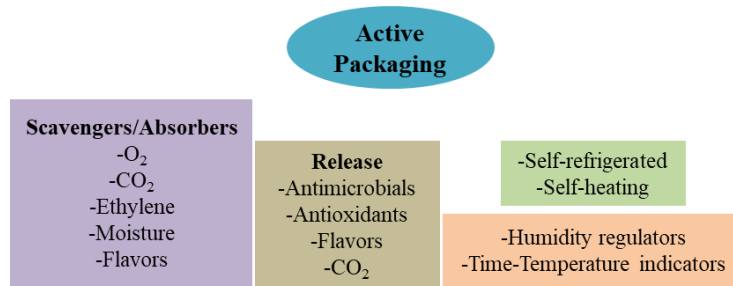 Active
Packaging
Scavengers/Absorbers
-O₂
-CO₂
-Ethylene
-Moisture
-Flavors
Release
-Antimicrobials
-Antioxidants
-Flavors
-CO₂
-Self-refrigerated
-Self-heating
-Humidity regulators
-Time-Temperature indicators